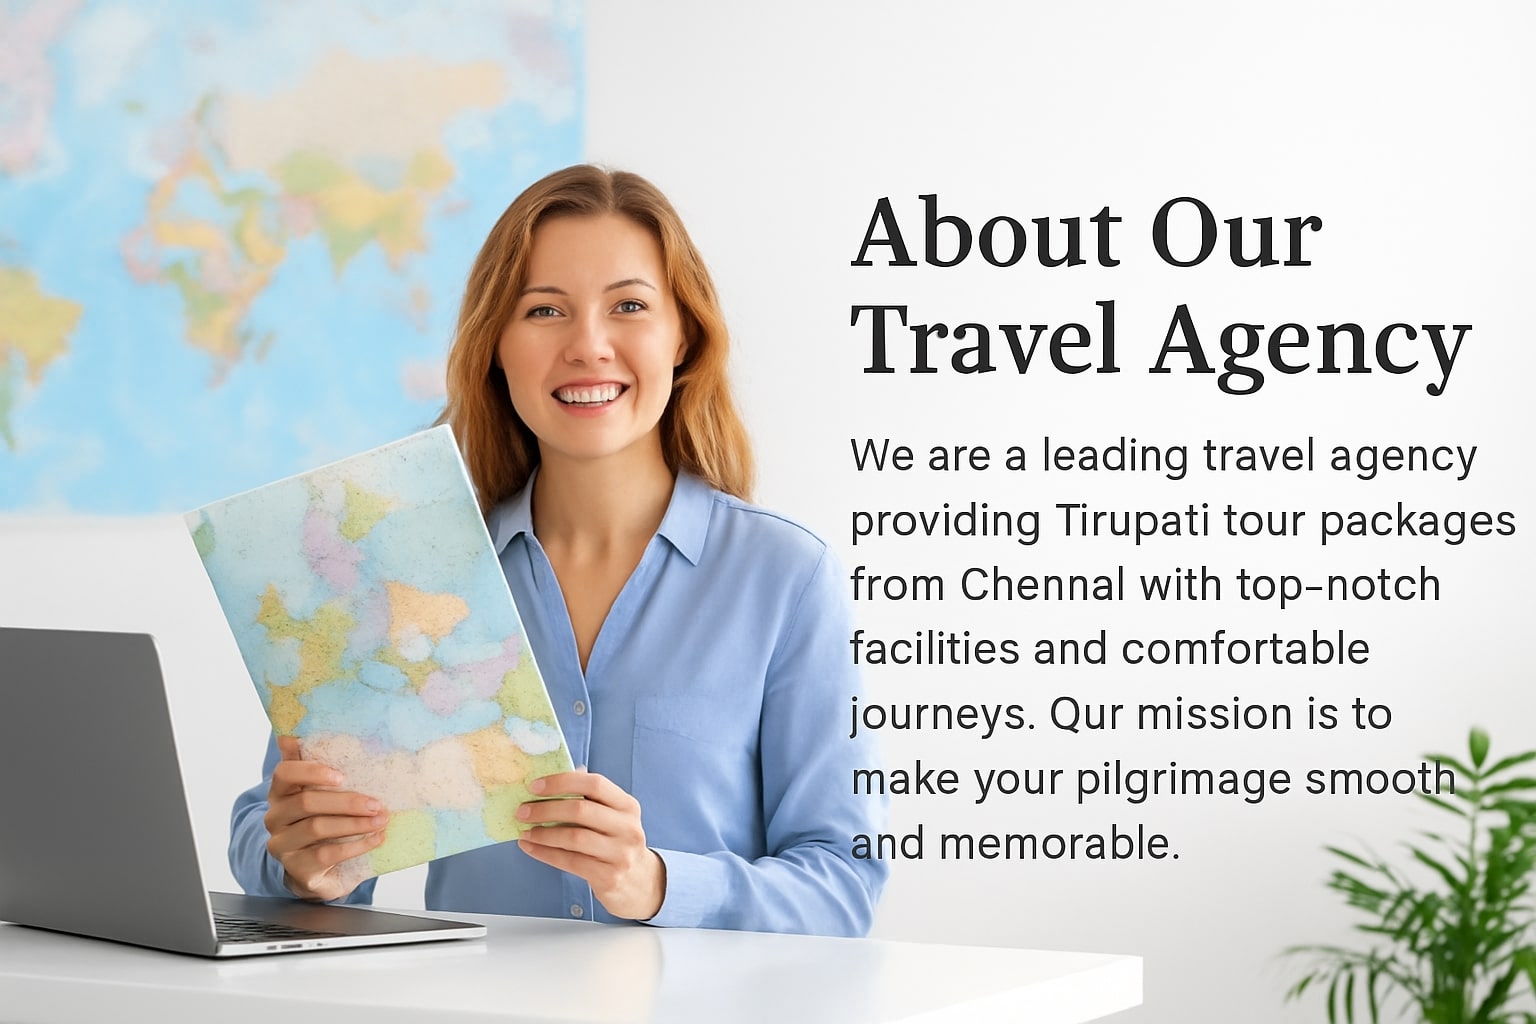 About Our
Travel Agency
We are a leading travel agency
providing Tirupati tour packages
from Chennal with top-notch
facilities and comfortable
journeys. Qur mission is to
make your pilgrimage smooth
and memorable.